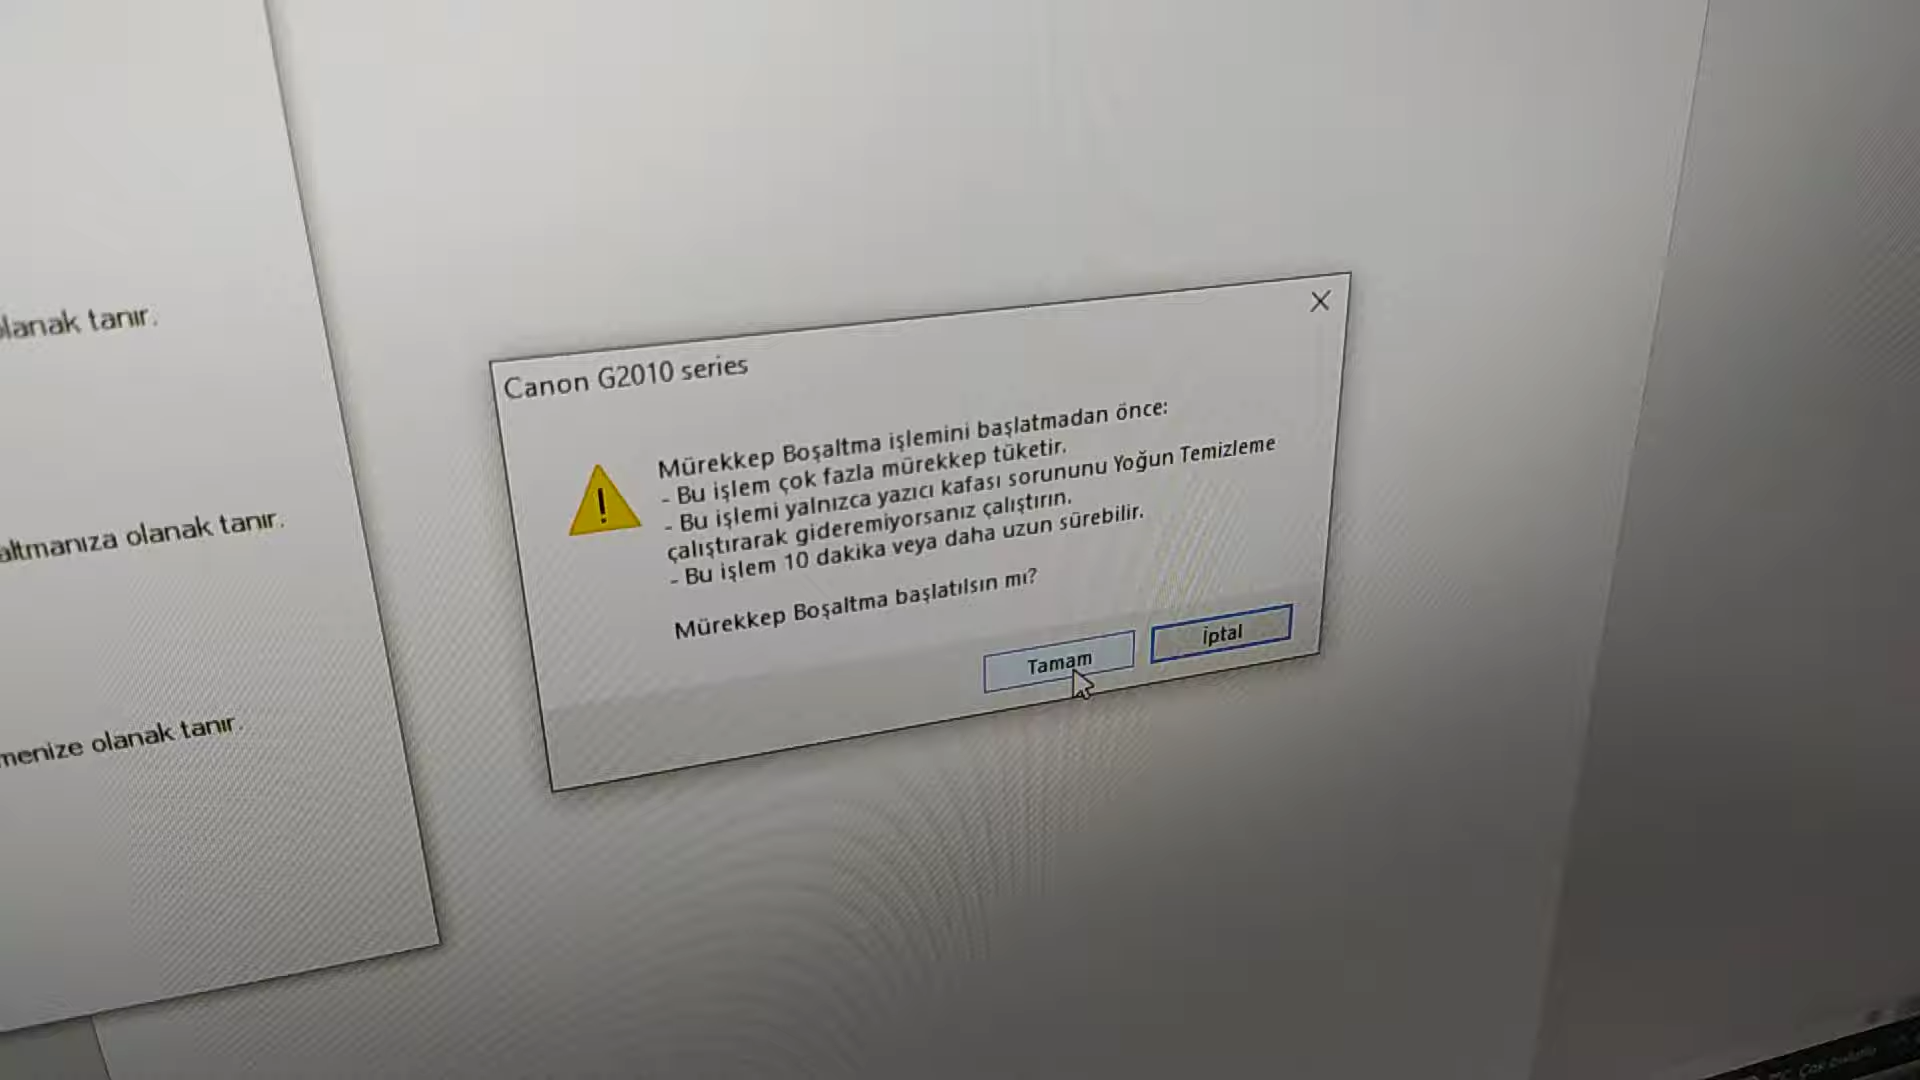 olanak tanır.
altmanıza olanak tanır.
menize olanak tanır.
Canon G2010 series
Mürekkep Boşaltma işlemini başlatmadan önce:
- Bu işlem çok fazla mürekkep tüketir.
- Bu işlemi yalnızca yazıcı kafası sorununu Yoğun Temizleme
çalıştırarak gideremiyorsanız çalıştırın.
- Bu işlem 10 dakika veya daha uzun sürebilir.
Mürekkep Boşaltma başlatılsın mı?
Tamam
İptal